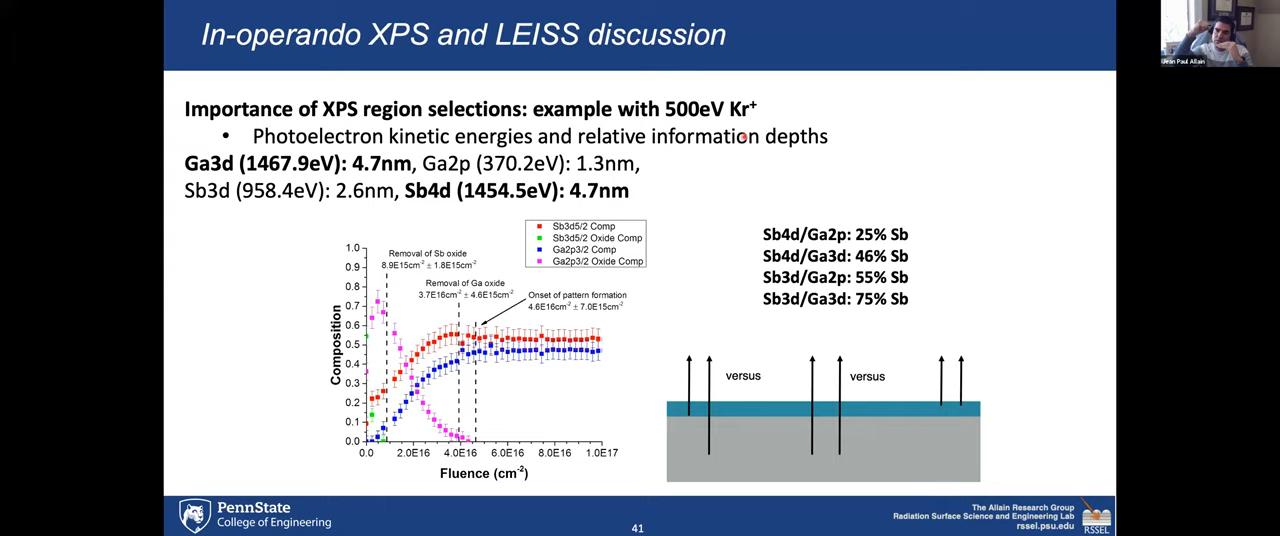 In-operando XPS and LEISS discussion
Jean Paul Allain
Importance of XPS region selections: example with 500eV Kr+
• Photoelectron kinetic energies and relative information depths
Ga3d (1467.9eV): 4.7nm, Ga2p (370.2eV): 1.3nm,
Sb3d (958.4eV): 2.6nm, Sb4d (1454.5eV): 4.7nm
Sb3d5/2 Comp
Sb3d5/2 Oxide Comp
Ga2p3/2 Comp
Ga2p3/2 Oxide Comp
Removal of Sb oxide
8.9E15cm-2 ± 1.8E15cm-2
Removal of Ga oxide
3.7E16cm-2 ± 4.6E15cm-2
Onset of pattern formation
4.6E16cm-2 ± 7.0E15cm-2
1.0
0.9
0.8
0.7
0.6
0.5
0.4
0.3
0.2
0.1
0.0
Composition
0.0 2.0E16 4.0E16 6.0E16 8.0E16 1.0E17
Fluence (cm-2)
Sb4d/Ga2p: 25% Sb
Sb4d/Ga3d: 46% Sb
Sb3d/Ga2p: 55% Sb
Sb3d/Ga3d: 75% Sb
versus
versus
PennState
College of Engineering
41
The Allain Research Group
Radiation Surface Science and Engineering Lab
rssel.psu.edu
RSSEL